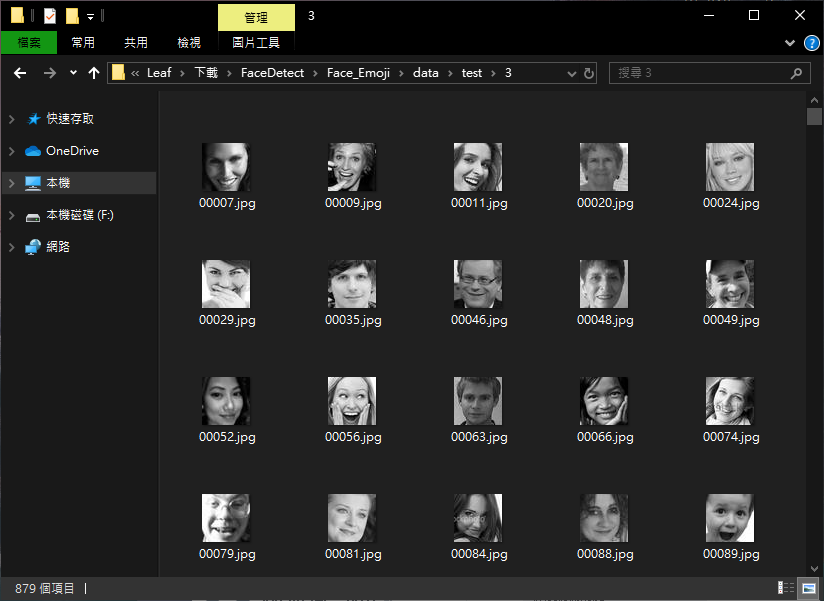 管理
3
檔案
常用
共用
檢視
圖片工具
?
« Leaf > 下載 > FaceDetect > Face_Emoji > data > test > 3
搜尋 3
快速存取
OneDrive
本機
本機磁碟 (F:)
網路
00007.jpg
00009.jpg
00011.jpg
00020.jpg
00024.jpg
00029.jpg
00035.jpg
00046.jpg
00048.jpg
00049.jpg
00052.jpg
00056.jpg
00063.jpg
00066.jpg
00074.jpg
00079.jpg
00081.jpg
00084.jpg
00088.jpg
00089.jpg
879 個項目